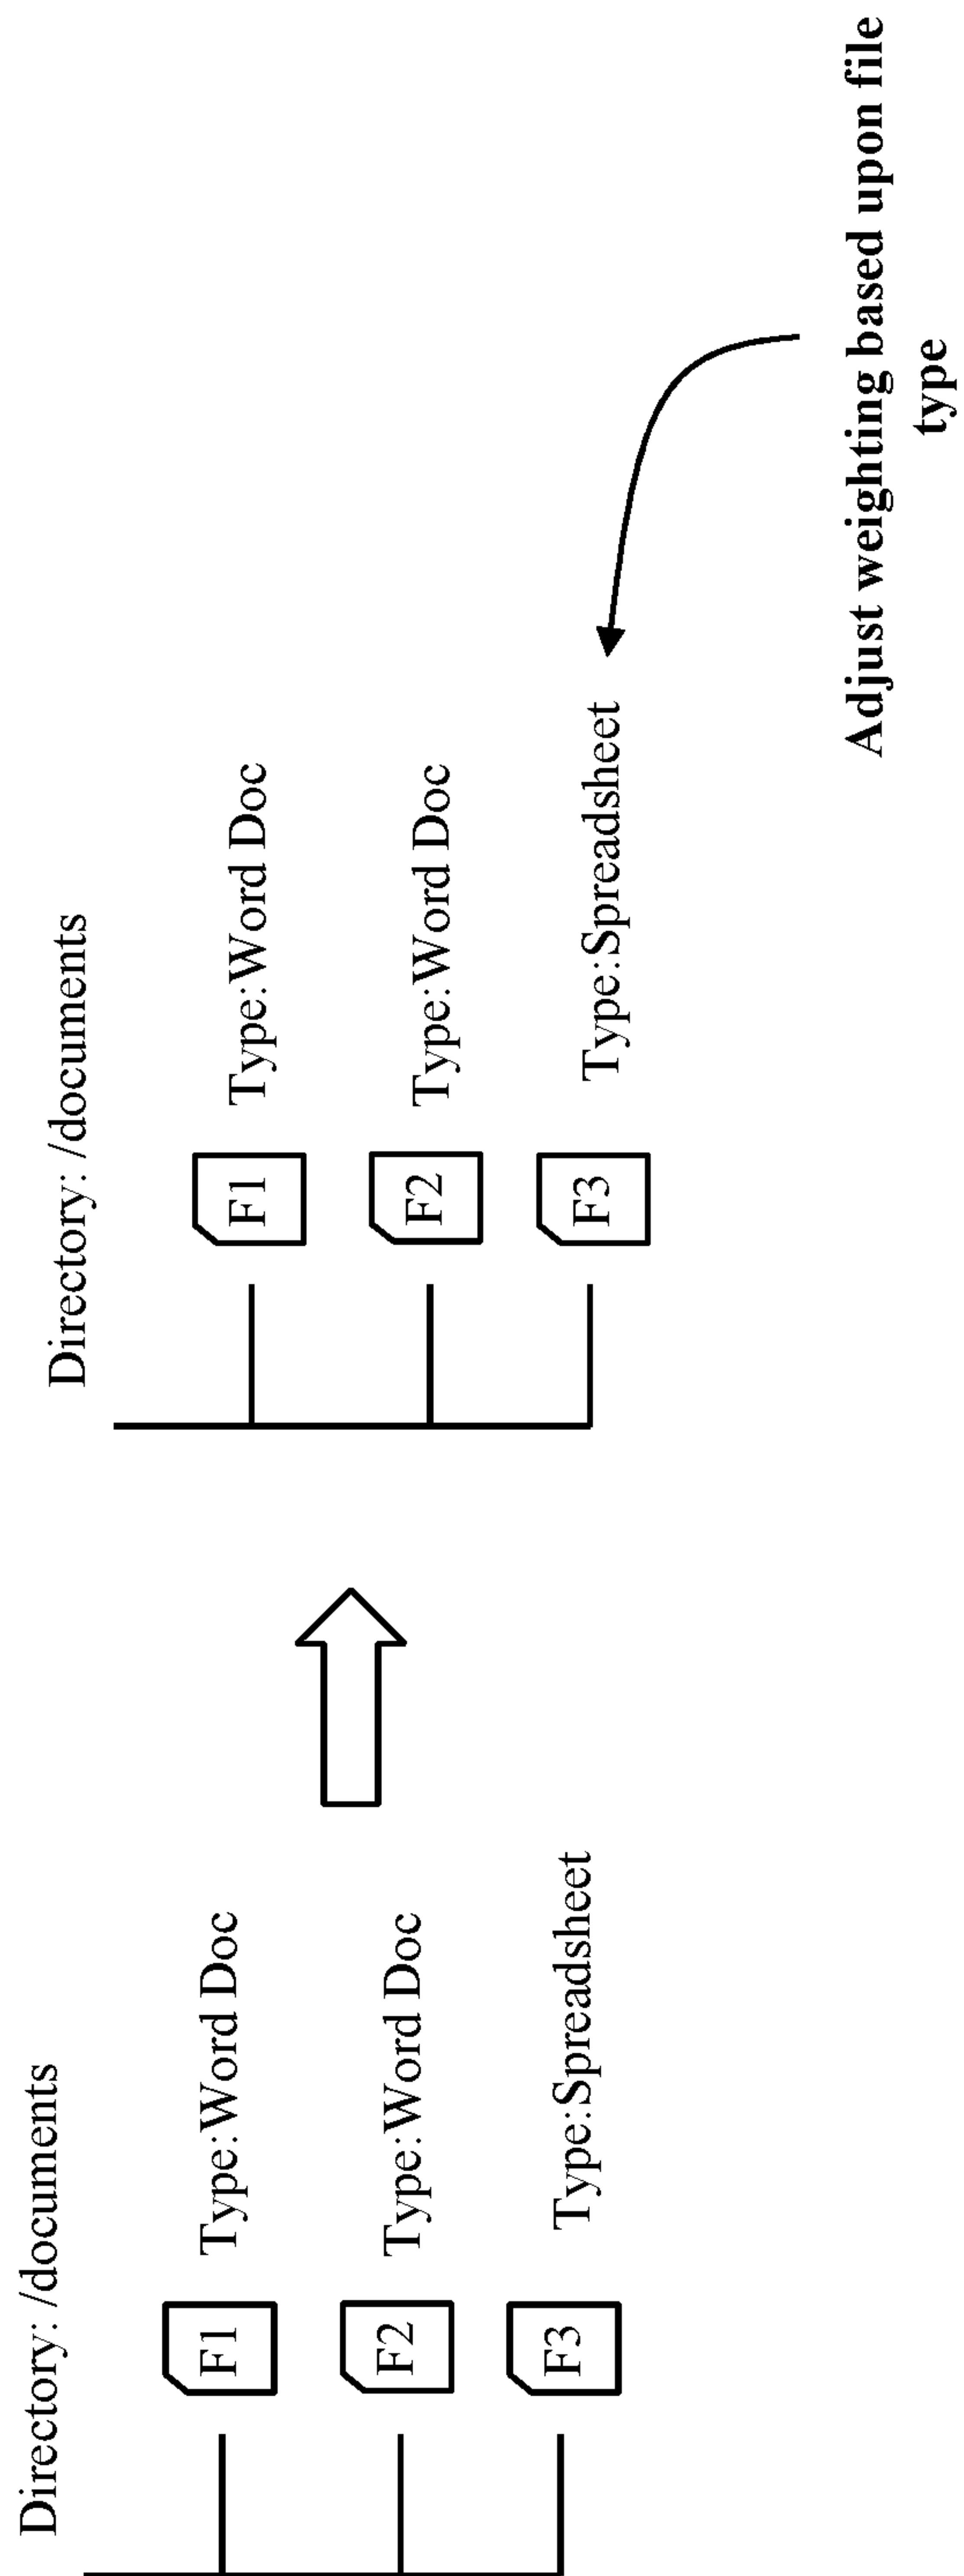 Directory: /documents
F1 Type:Word Doc
F2 Type:Word Doc
F3 Type:Spreadsheet
Directory: /documents
F1 Type:Word Doc
F2 Type:Word Doc
F3 Type:Spreadsheet
Adjust weighting based upon file
type